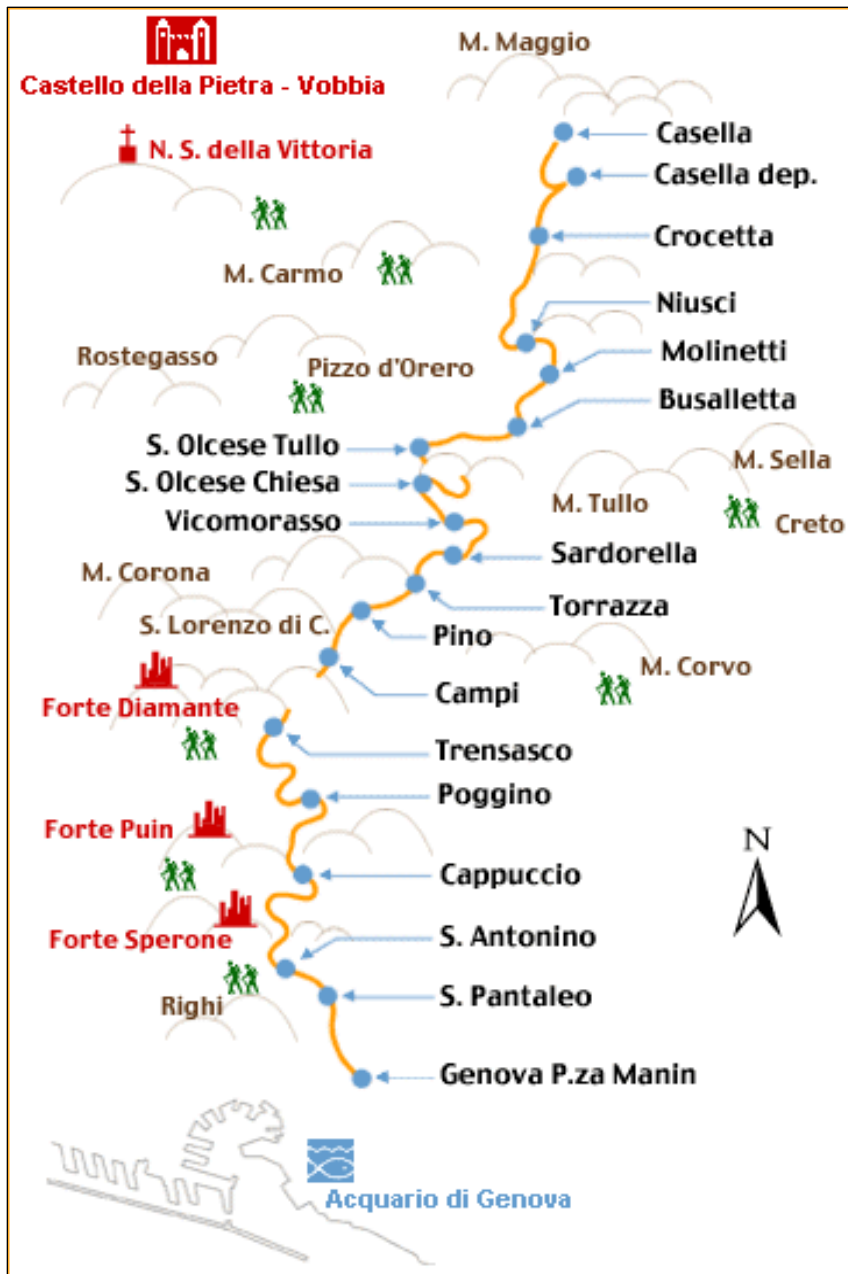 M. Maggio
Castello della Pietra - Vobbia
Casella
N. S. della Vittoria
Casella dep.
Crocetta
M. Carmo
Niusci
Rostegasso
Pizzo d'Orero
Molinetti
Busalletta
S. Olcese Tullo
M. Sella
S. Olcese Chiesa
M. Tullo
Vicomorasso
Creto
Sardorella
M. Corona
Torrazza
S. Lorenzo di C.
Pino
M. Corvo
Campi
Forte Diamante
Trensasco
Poggino
Forte Puin
N
Cappuccio
Forte Sperone
S. Antonino
S. Pantaleo
Righi
Genova P.za Manin
Acquario di Genova